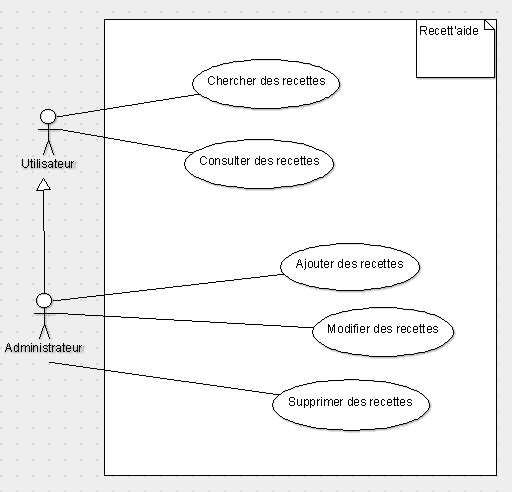 Recett'aide
Chercher des recettes
Utilisateur
Consulter des recettes
Ajouter des recettes
Modifier des recettes
Administrateur
Supprimer des recettes